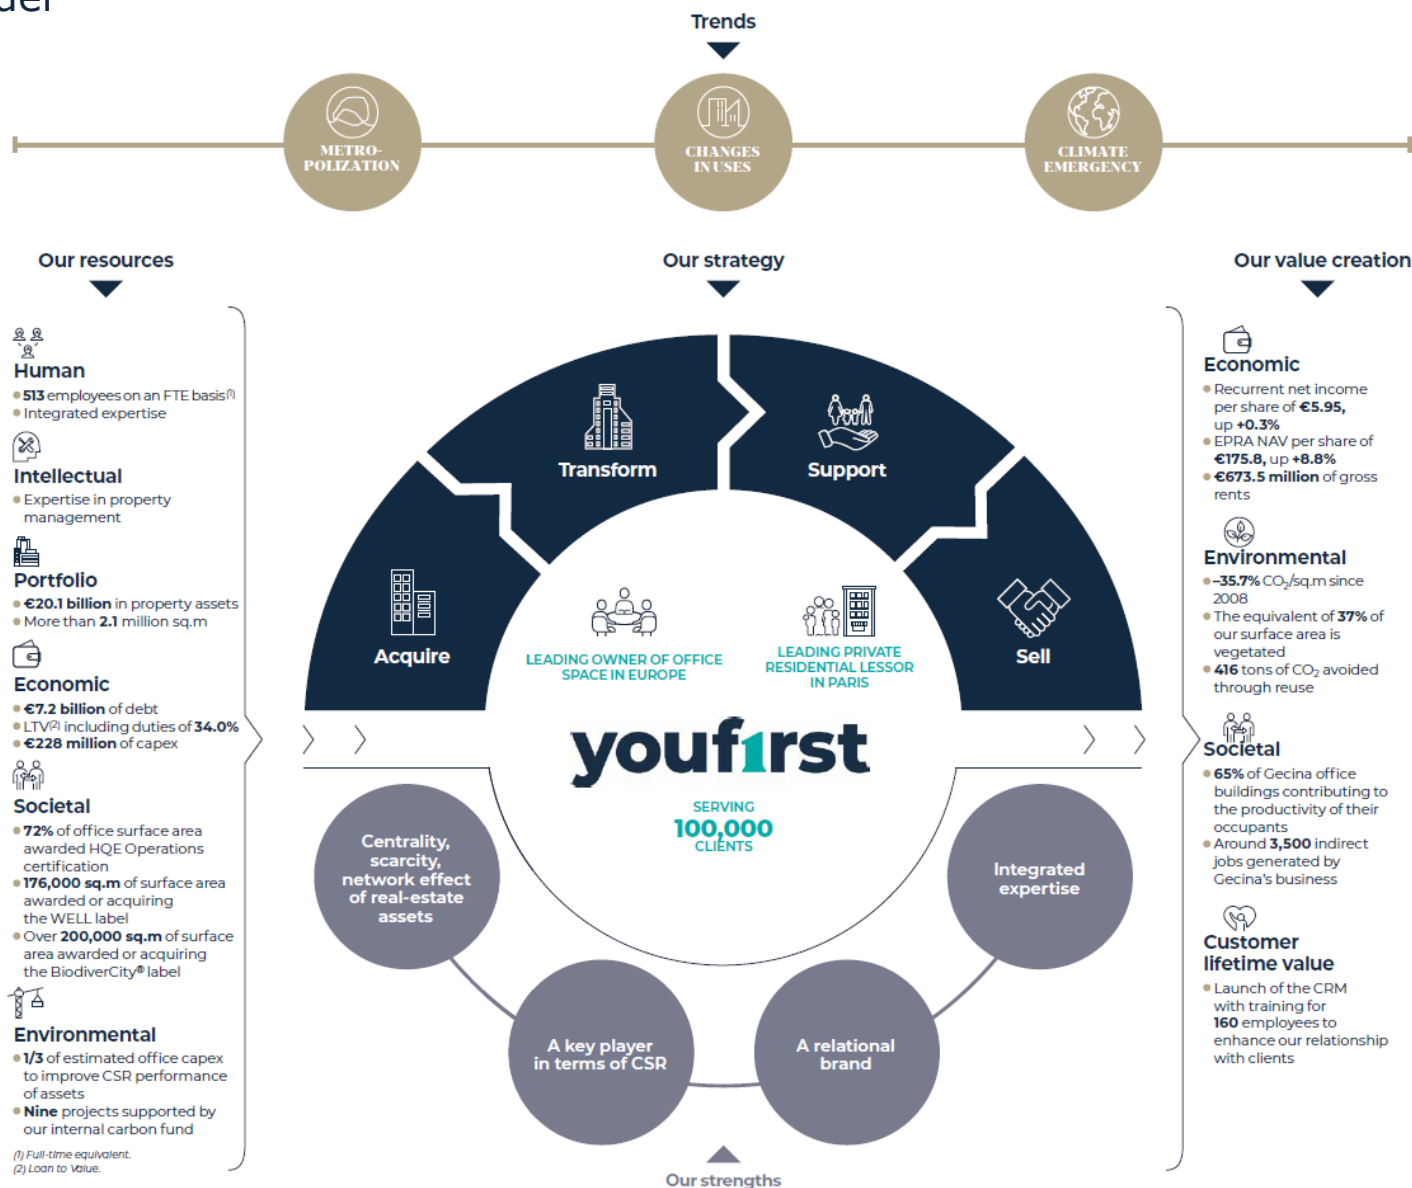 Trends
METRO-
POLIZATION
CHANGES
IN USES
CLIMATE
EMERGENCY
Our resources
Human
513 employees on an FTE basis(1)
Integrated expertise
Intellectual
Expertise in property
management
Portfolio
€20.1 billion in property assets
More than 2.1 million sq.m
Economic
€7.2 billion of debt
LTV(2) including duties of 34.0%
€228 million of capex
Societal
72% of office surface area
awarded HQE Operations
certification
176,000 sq.m of surface area
awarded or acquiring
the WELL label
Over 200,000 sq.m of surface
area awarded or acquiring
the BiodiverCity® label
Environmental
1/3 of estimated office capex
to improve CSR performance
of assets
Nine projects supported by
our internal carbon fund
(1) Full-time equivalent.
(2) Loan to Value.
Our strategy
Acquire
Transform
Support
Sell
LEADING OWNER OF OFFICE
SPACE IN EUROPE
LEADING PRIVATE
RESIDENTIAL LESSOR
IN PARIS
youf1rst
SERVING
100,000
CLIENTS
Centrality,
scarcity,
network effect
of real-estate
assets
A key player
in terms of CSR
A relational
brand
Integrated
expertise
Our strengths
Our value creation
Economic
Recurrent net income
per share of €5.95,
up +0.3%
EPRA NAV per share of
€175.8, up +8.8%
€673.5 million of gross
rents
Environmental
–35.7% CO2/sq.m since
2008
The equivalent of 37% of
our surface area is
vegetated
416 tons of CO2 avoided
through reuse
Societal
65% of Gecina office
buildings contributing to
the productivity of their
occupants
Around 3,500 indirect
jobs generated by
Gecina's business
Customer
lifetime value
Launch of the CRM
with training for
160 employees to
enhance our relationship
with clients